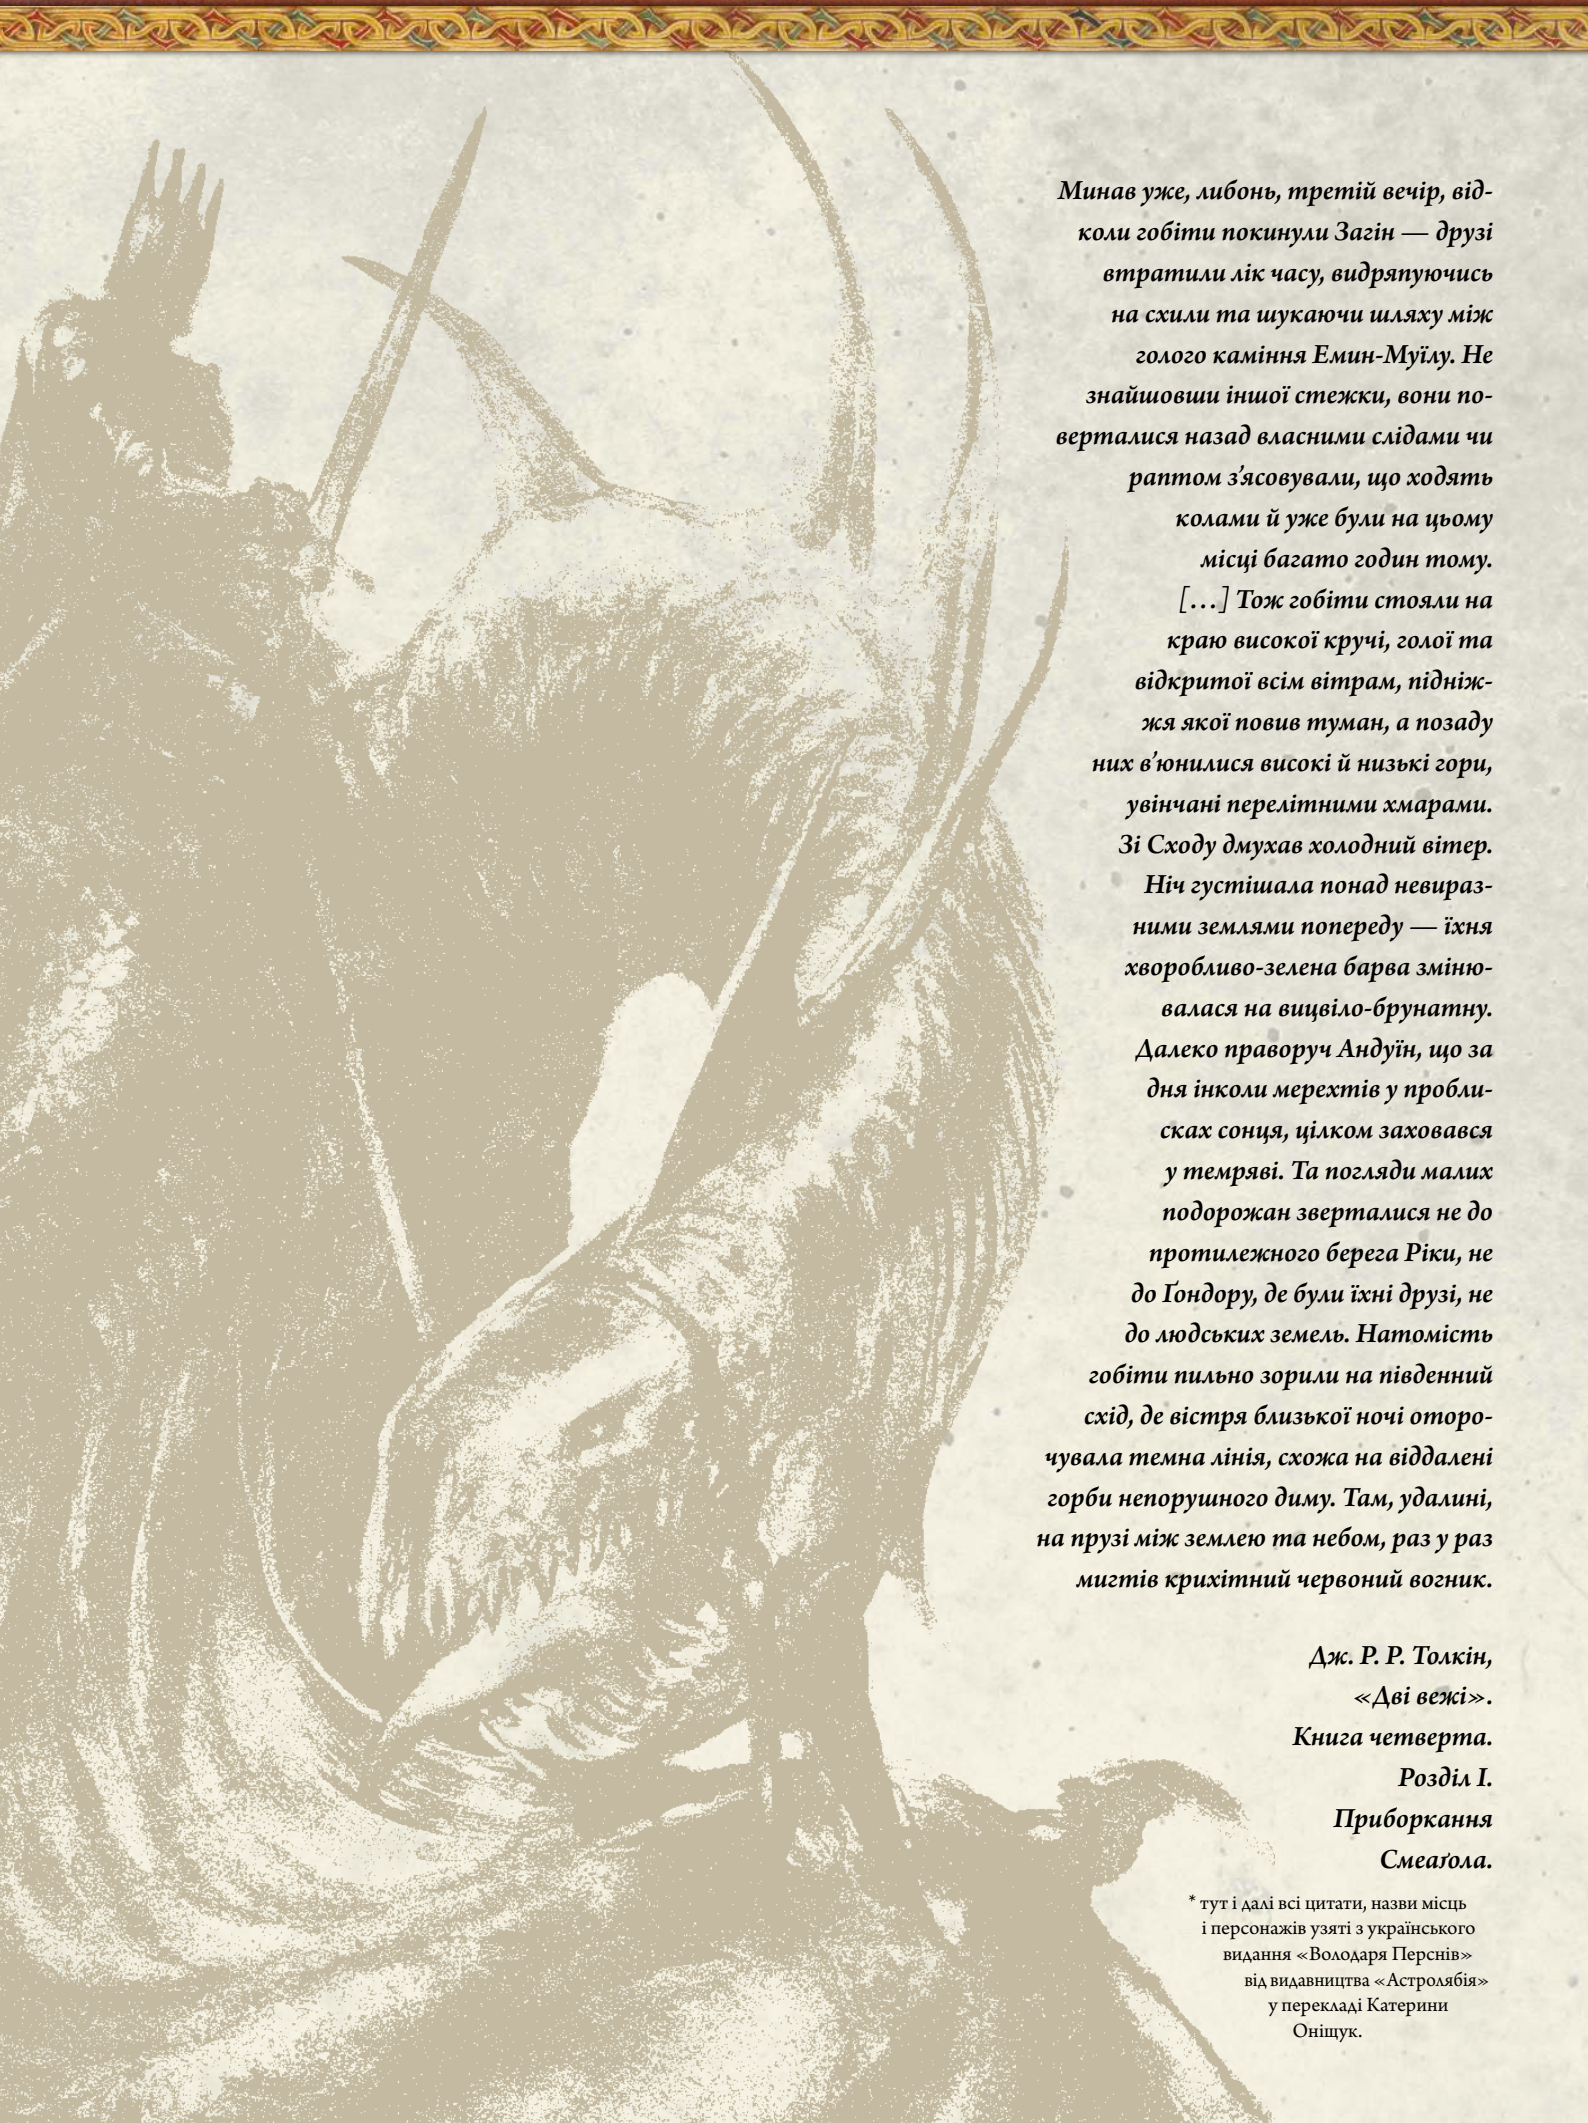 Минав уже, либонь, третій вечір, від-
коли гобіти покинули Загін — друзі
втратили лік часу, видряпуючись
на схили та шукаючи шляху між
голого каміння Емин-Муїлу. Не
знайшовши іншої стежки, вони по-
верталися назад власними слідами чи
раптом з’ясовували, що ходять
колами й уже були на цьому
місці багато годин тому.
[…] Тож гобіти стояли на
краю високої кручі, голої та
відкритої всім вітрам, підніж-
жя якої повив туман, а позаду
них в’юнилися високі й низькі гори,
увінчані перелітними хмарами.
Зі Сходу дмухав холодний вітер.
Ніч густішала понад невираз-
ними землями попереду — їхня
хворобливо-зелена барва зміню-
валася на вицвіло-брунатну.
Далеко праворуч Андуїн, що за
дня інколи мерехтів у пробли-
сках сонця, цілком заховався
у темряві. Та погляди малих
подорожан зверталися не до
протилежного берега Ріки, не
до Ґондору, де були їхні друзі, не
до людських земель. Натомість
гобіти пильно зорили на південний
схід, де вістря близької ночі оторо-
чувала темна лінія, схожа на віддалені
горби непорушного диму. Там, удалині,
на прузі між землею та небом, раз у раз
мигтів крихітний червоний вогник.
Дж. Р. Р. Толкін,
«Дві вежі».
Книга четверта.
Розділ I.
Приборкання
Смеаґола.
* тут і далі всі цитати, назви місць
і персонажів узяті з українського
видання «Володаря Перснів»
від видавництва «Астролябія»
у перекладі Катерини
Оніщук.